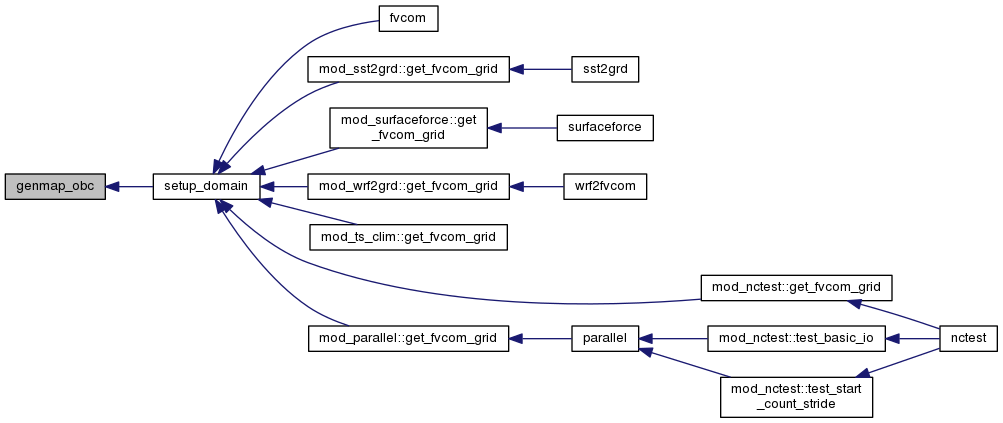 fvcom
mod_sst2grd::get_fvcom_grid
sst2grd
mod_surfaceforce::get
_fvcom_grid
surfaceforce
genmap_obc
setup_domain
mod_wrf2grd::get_fvcom_grid
wrf2fvcom
mod_ts_clim::get_fvcom_grid
mod_nctest::get_fvcom_grid
mod_parallel::get_fvcom_grid
parallel
mod_nctest::test_basic_io
nctest
mod_nctest::test_start
_count_stride